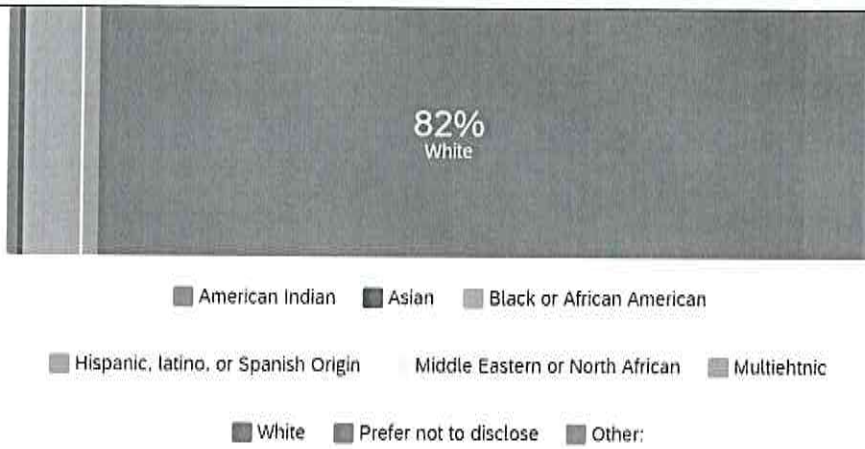 82%
White
American Indian Asian Black or African American
Hispanic, latino, or Spanish Origin Middle Eastern or North African Multiehtnic
White Prefer not to disclose Other: